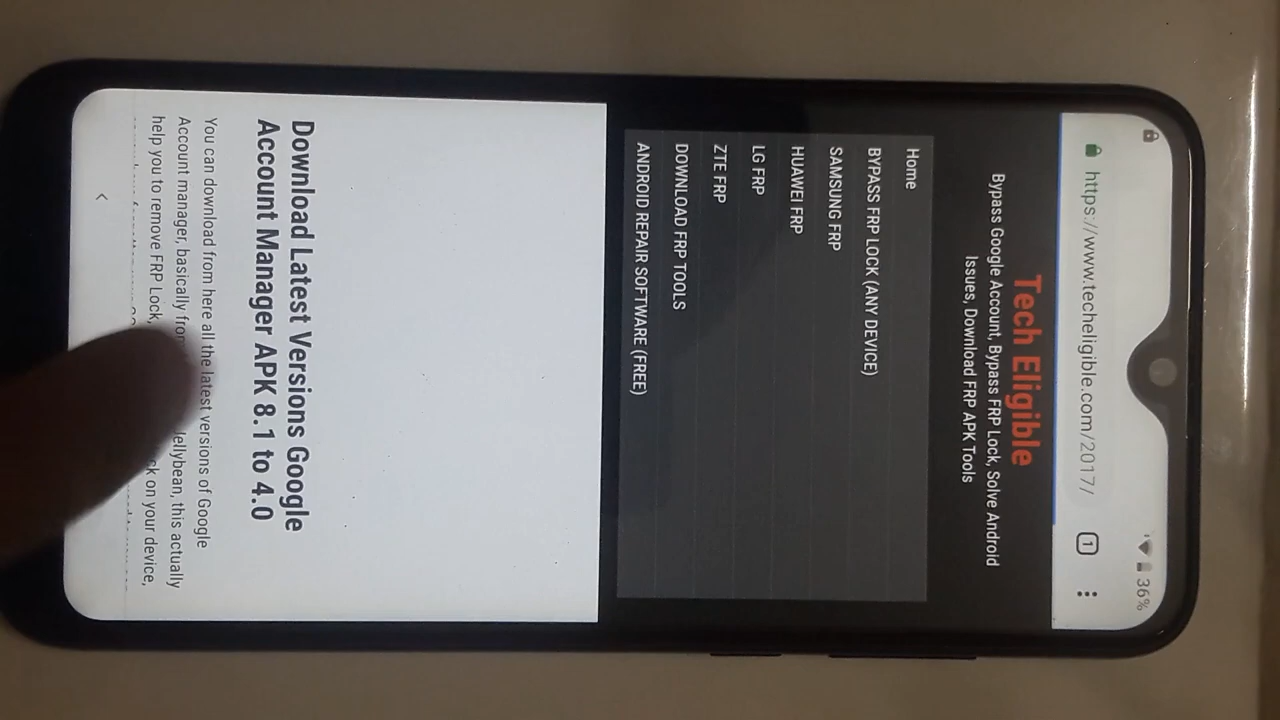 36%
https://www.techeligible.com/2017/
1
Tech Eligible
Bypass Google Account, Bypass FRP Lock, Solve Android
Issues, Download FRP APK Tools
Home
BYPASS FRP LOCK (ANY DEVICE)
SAMSUNG FRP
HUAWEI FRP
LG FRP
ZTE FRP
DOWNLOAD FRP TOOLS
ANDROID REPAIR SOFTWARE (FREE)
Download Latest Versions Google
Account Manager APK 8.1 to 4.0
You can download from here all the latest versions of Google
Account manager, basically Jellybean, this actually
help you to remove FRP Lock, on your device,